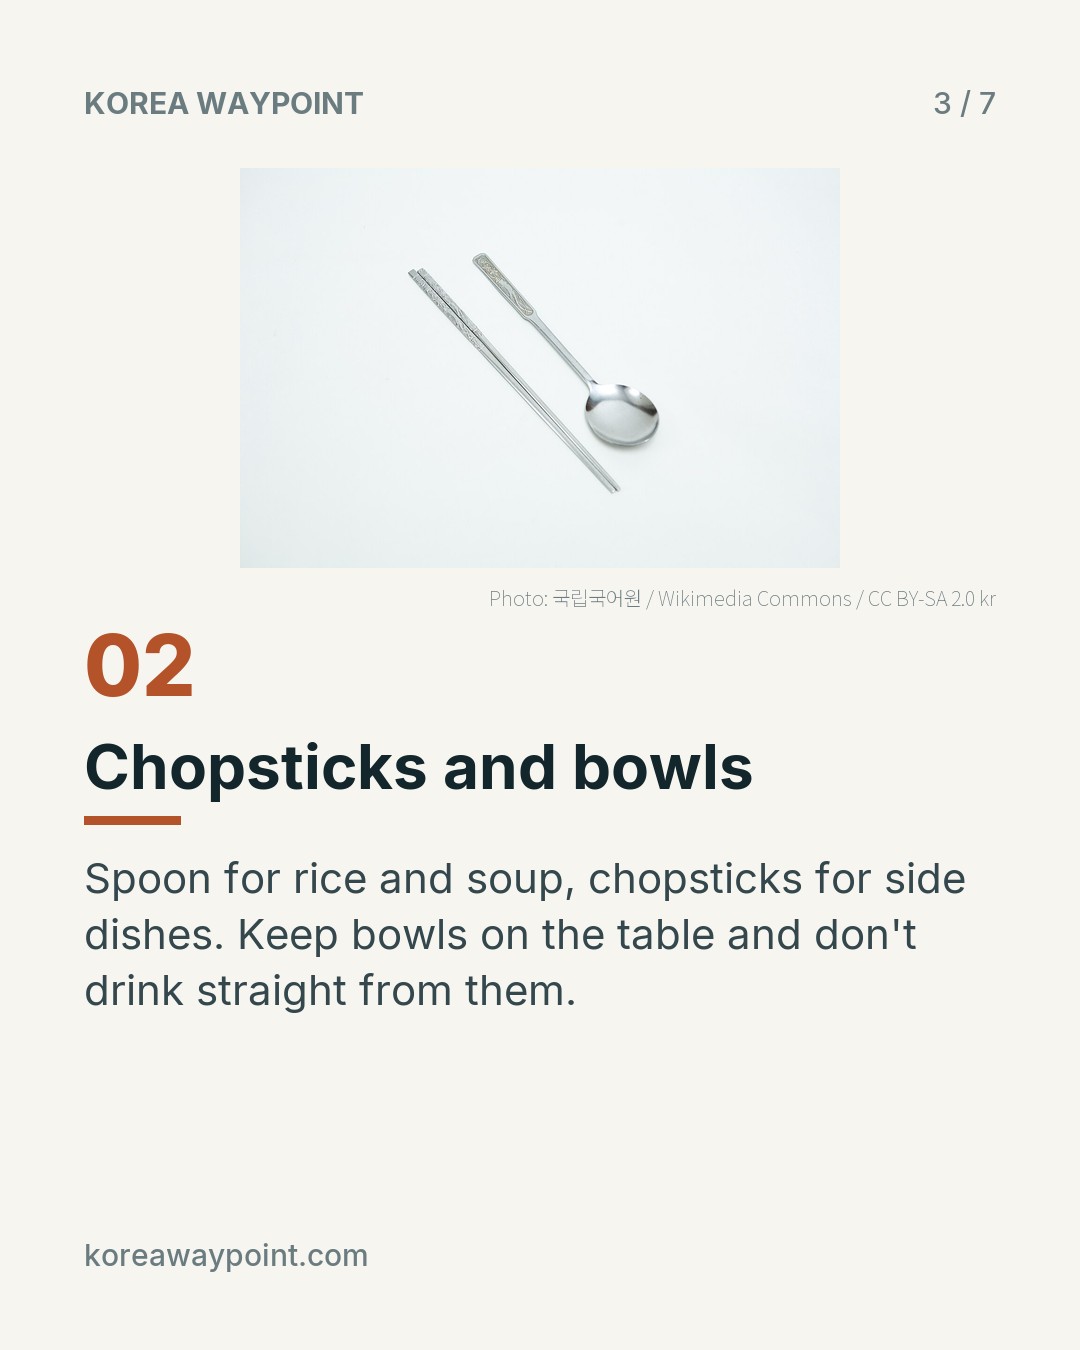 KOREA WAYPOINT
3 / 7
Photo: 국립국어원 / Wikimedia Commons / CC BY-SA 2.0 kr
02
Chopsticks and bowls
Spoon for rice and soup, chopsticks for side
dishes. Keep bowls on the table and don't
drink straight from them.
koreawaypoint.com